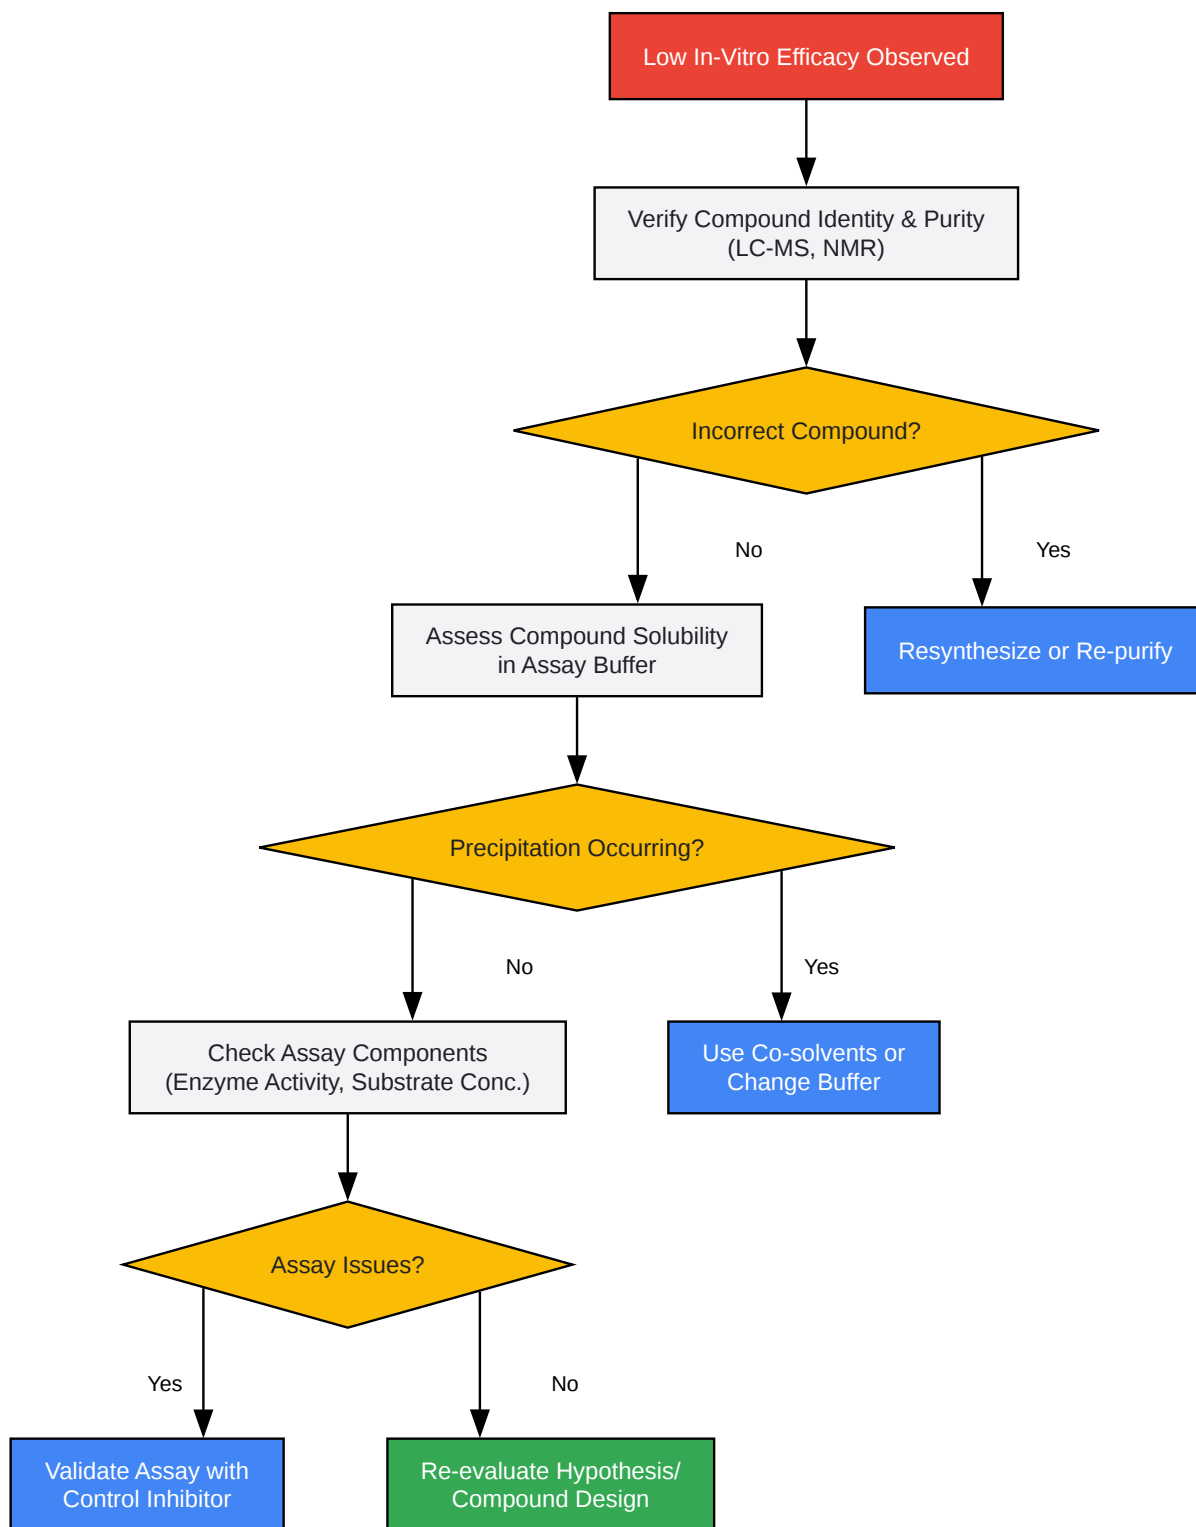 Low In-Vitro Efficacy Observed
Verify Compound Identity & Purity
(LC-MS, NMR)
Incorrect Compound?
No
Yes
Assess Compound Solubility
in Assay Buffer
Resynthesize or Re-purify
Precipitation Occurring?
No
Yes
Check Assay Components
(Enzyme Activity, Substrate Conc.)
Use Co-solvents or
Change Buffer
Assay Issues?
Yes
No
Validate Assay with
Control Inhibitor
Re-evaluate Hypothesis/
Compound Design